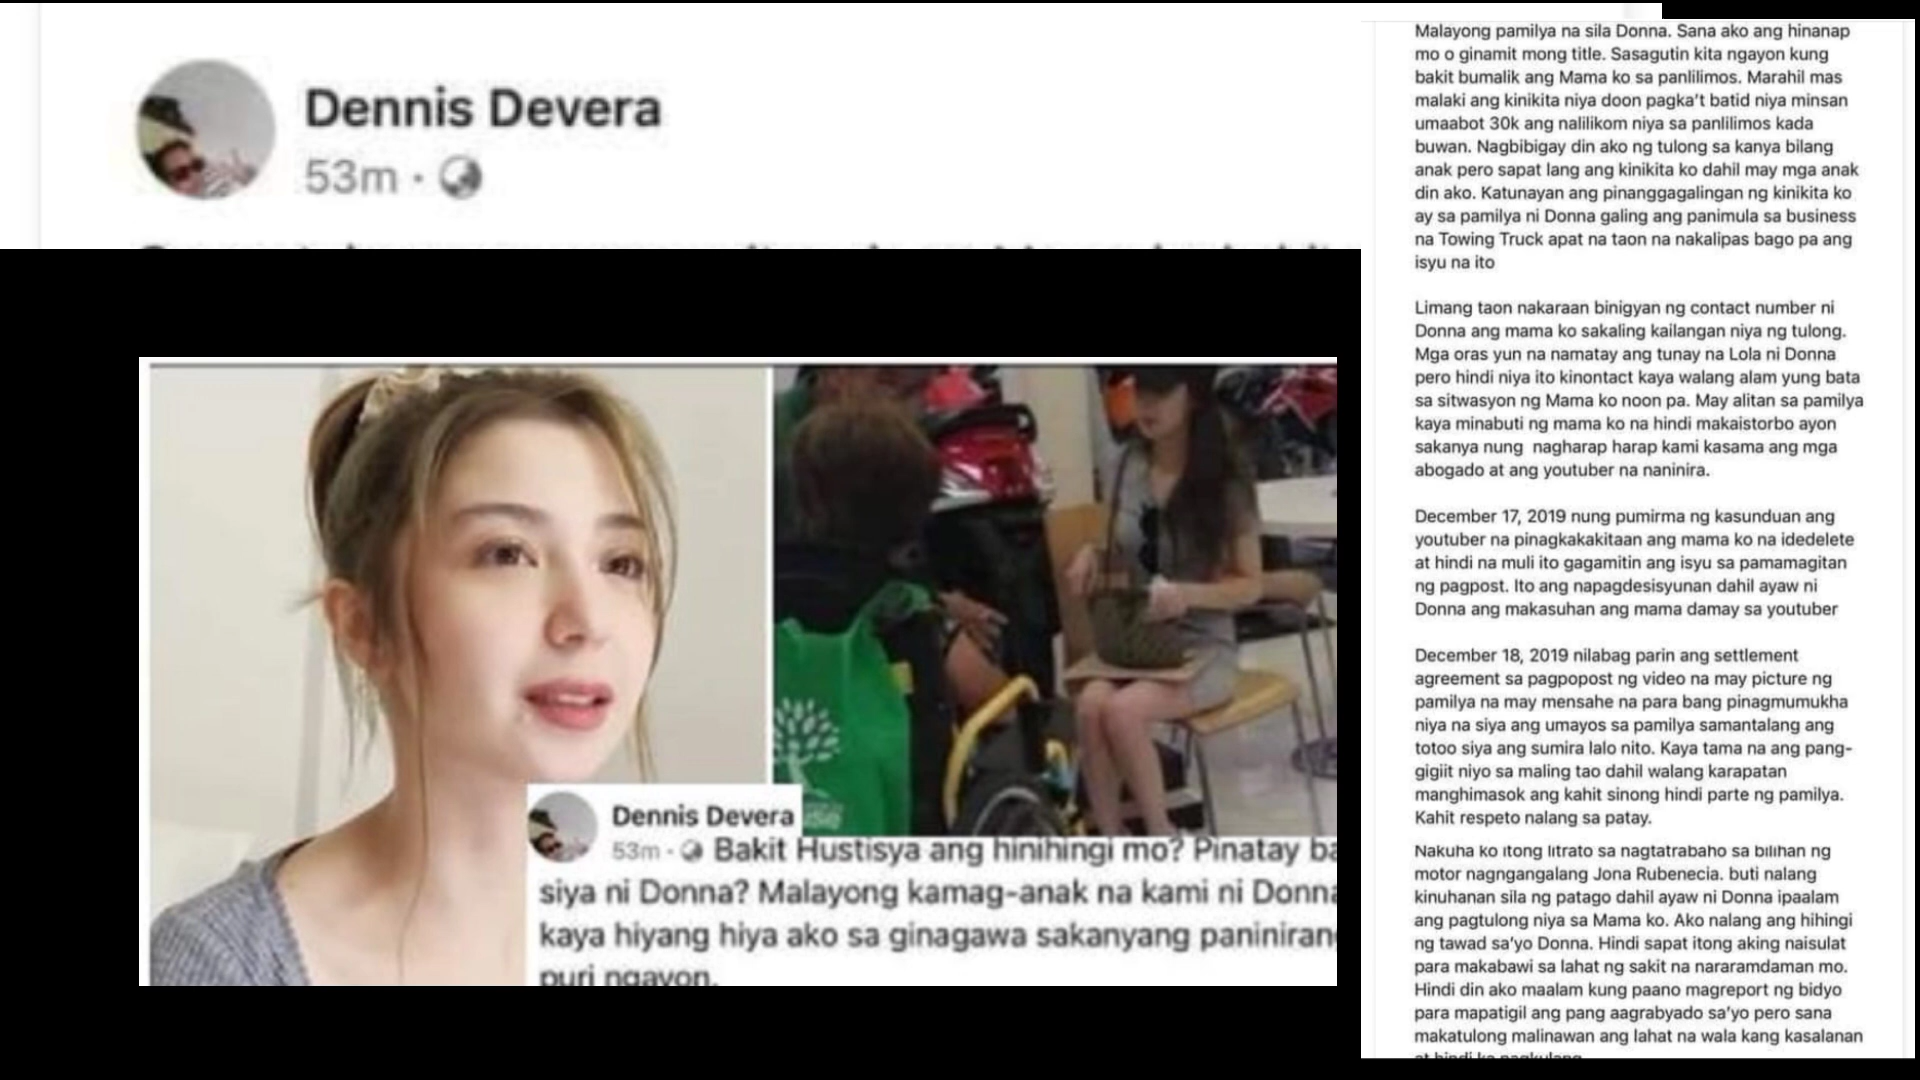 Dennis Devera
53m ·
Dennis Devera
53m · Bakit Hustisya ang hinihingi mo? Pinatay ba
siya ni Donna? Malayong kamag-anak na kami ni Donna
kaya hiyang hiya ako sa ginagawa sakanyang paniniran
puri ngayon.
Malayong pamilya na sila Donna. Sana ako ang hinanap
mo o ginamit mong title. Sasagutin kita ngayon kung
bakit bumalik ang Mama ko sa panlilimos. Marahil mas
malaki ang kinikita niya doon pagka't batid niya minsan
umaabot 30k ang nalilikom niya sa panlilimos kada
buwan. Nagbibigay din ako ng tulong sa kanya bilang
anak pero sapat lang ang kinikita ko dahil may mga anak
din ako. Katunayan ang pinanggagalingan ng kinikita ko
ay sa pamilya ni Donna galing ang panimula sa business
na Towing Truck apat na taon na nakalipas bago pa ang
isyu na ito
Limang taon nakaraan binigyan ng contact number ni
Donna ang mama ko sakaling kailangan niya ng tulong.
Mga oras yun na namatay ang tunay na Lola ni Donna
pero hindi niya ito kinontact kaya walang alam yung bata
sa sitwasyon ng Mama ko noon pa. May alitan sa pamilya
kaya minabuti ng mama ko na hindi makaistorbo ayon
sakanya nung nagharap harap kami kasama ang mga
abogado at ang youtuber na naninira.
December 17, 2019 nung pumirma ng kasunduan ang
youtuber na pinagkakakitaan ang mama ko na idedelete
at hindi na muli ito gagamitin ang isyu sa pamamagitan
ng pagpost. Ito ang napagdesisyunan dahil ayaw ni
Donna ang makasuhan ang mama damay sa youtuber
December 18, 2019 nilabag parin ang settlement
agreement sa pagpopost ng video na may picture ng
pamilya na may mensahe na para bang pinagmumukha
niya na siya ang umayos sa pamilya samantalang ang
totoo siya ang sumira lalo nito. Kaya tama na ang pang-
gigiit niyo sa maling tao dahil walang karapatan
manghimasok ang kahit sinong hindi parte ng pamilya.
Kahit respeto nalang sa patay.
Nakuha ko itong litrato sa nagtatrabaho sa bilihan ng
motor nagngangalang Jona Rubenecia. buti nalang
kinuhanan sila ng patago dahil ayaw ni Donna ipaalam
ang pagtulong niya sa Mama ko. Ako nalang ang hihingi
ng tawad sa'yo Donna. Hindi sapat itong aking naisulat
para makabawi sa lahat ng sakit na nararamdaman mo.
Hindi din ako maalam kung paano magreport ng bidyo
para mapatigil ang pang aagrabyado sa'yo pero sana
makatulong malinawan ang lahat na wala kang kasalanan